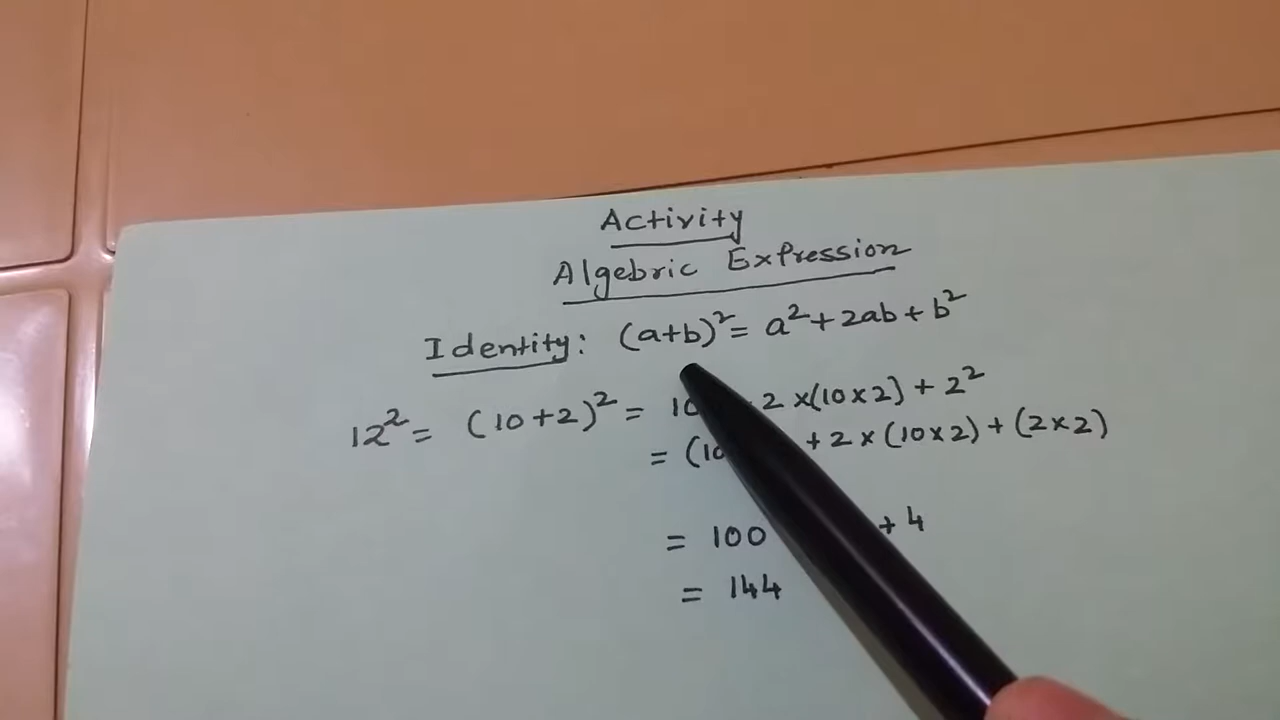 Activity
Algebric Expression
Identity: (a+b)² = a² + 2ab + b²
12² = (10+2)² = 10 2 ×(10×2) + 2²
= (10 + 2 × (10×2) + (2×2)
= 100 + 4
= 144